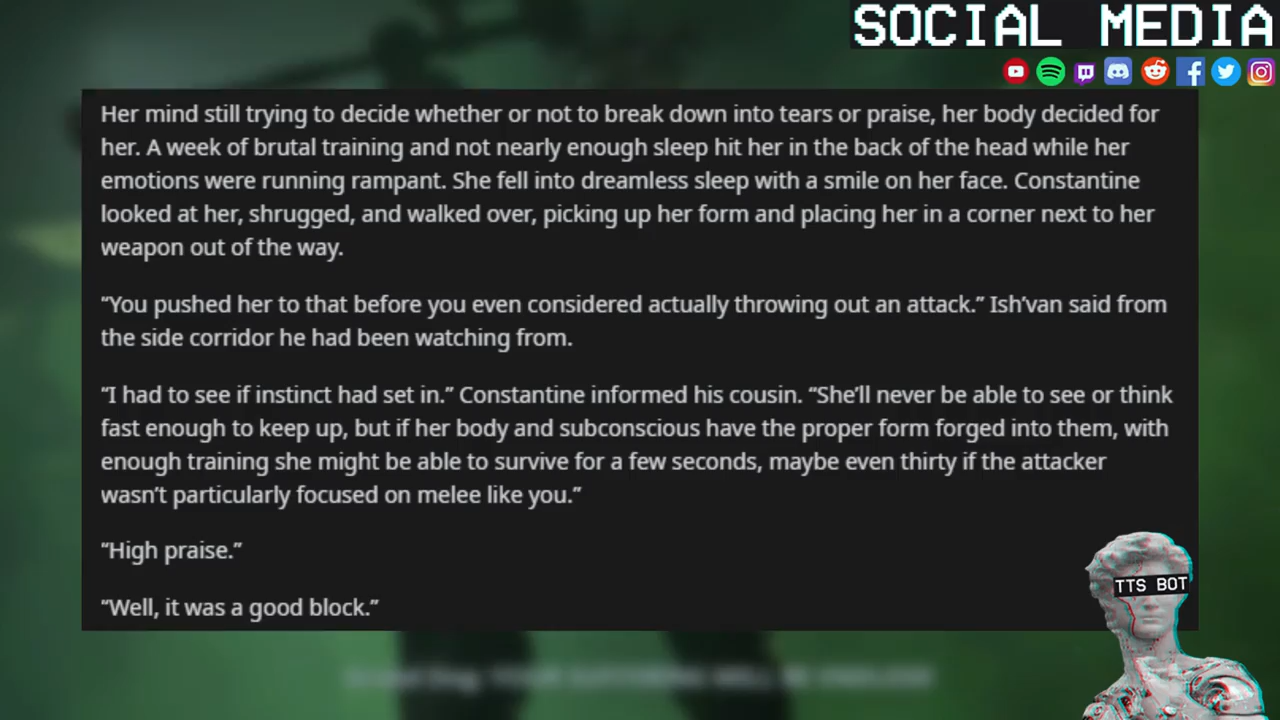 SOCIAL MEDIA
Her mind still trying to decide whether or not to break down into tears or praise, her body decided for
her. A week of brutal training and not nearly enough sleep hit her in the back of the head while her
emotions were running rampant. She fell into dreamless sleep with a smile on her face. Constantine
looked at her, shrugged, and walked over, picking up her form and placing her in a corner next to her
weapon out of the way.
“You pushed her to that before you even considered actually throwing out an attack.” Ish’van said from
the side corridor he had been watching from.
“I had to see if instinct had set in.” Constantine informed his cousin. “She’ll never be able to see or think
fast enough to keep up, but if her body and subconscious have the proper form forged into them, with
enough training she might be able to survive for a few seconds, maybe even thirty if the attacker
wasn’t particularly focused on melee like you.”
“High praise.”
“Well, it was a good block.”
TTS BOT